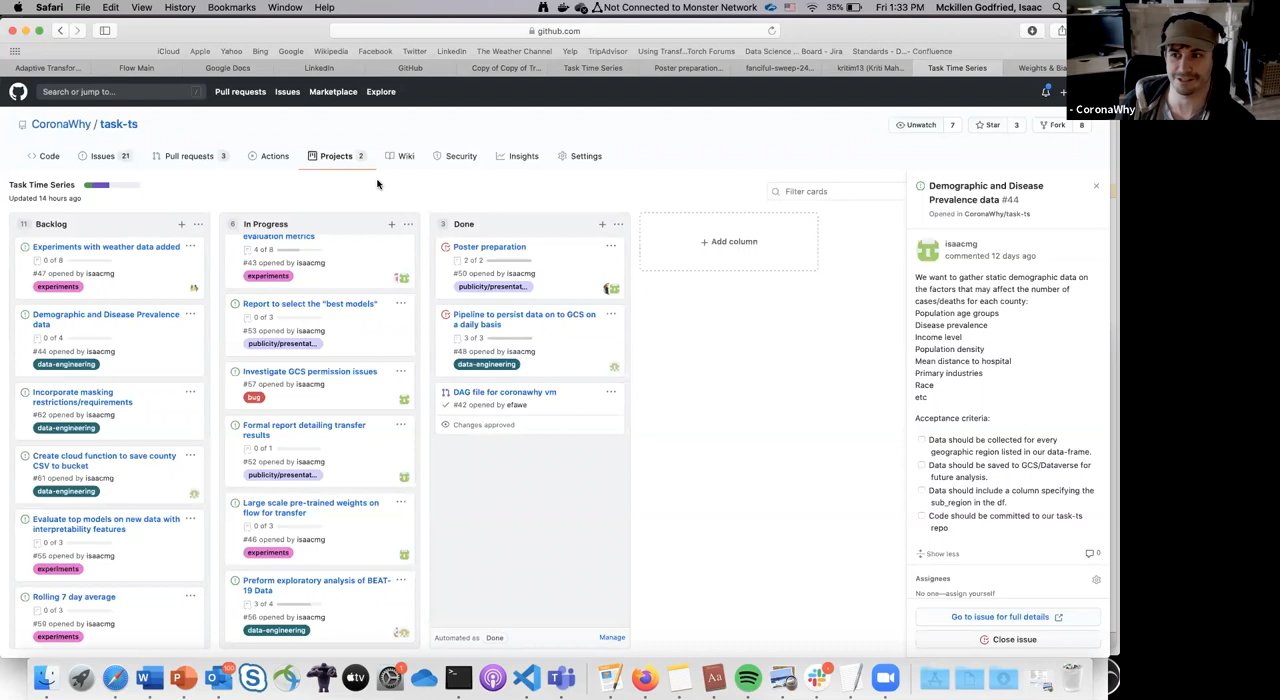 Safari File Edit View History Bookmarks Window Help Not Connected to Monster Network 35% Fri 1:33 PM Mckillen Godfried, Isaac
github.com
iCloud Apple Yahoo Bing Google Wikipedia Facebook Twitter LinkedIn The Weather Channel Yelp TripAdvisor Using Transf...Torch Forums Data Science ... Board - Jira Standards - D...- Confluence
Adaptive Transfor... Flow Main Google Docs LinkedIn GitHub Copy of Copy of Tr... Task Time Series Poster preparation... fanciful-sweep-24... kritim13 (Kriti Mah... Task Time Series Weights & Bia
- CoronaWhy
Search or jump to... / Pull requests Issues Marketplace Explore
CoronaWhy / task-ts
Unwatch 7 Star 3 Fork 8
Code Issues 21 Pull requests 3 Actions Projects 2 Wiki Security Insights Settings
Task Time Series
Updated 14 hours ago
Filter cards
11 Backlog
Experiments with weather data added
0 of 8
#47 opened by isaacmg
experiments
Demographic and Disease Prevalence
data
0 of 4
#44 opened by isaacmg
data-engineering
Incorporate masking
restrictions/requirements
#62 opened by isaacmg
data-engineering
Create cloud function to save county
CSV to bucket
#61 opened by isaacmg
data-engineering
Evaluate top models on new data with
interpretability features
0 of 3
#55 opened by isaacmg
experiments
Rolling 7 day average
0 of 3
#59 opened by isaacmg
experiments
6 In Progress
evaluation metrics
4 of 8
#43 opened by isaacmg
experiments
Report to select the "best models"
0 of 3
#53 opened by isaacmg
publicity/presentat...
Investigate GCS permission issues
#57 opened by isaacmg
bug
Formal report detailing transfer
results
0 of 1
#52 opened by isaacmg
publicity/presentat...
Large scale pre-trained weights on
flow for transfer
0 of 3
#46 opened by isaacmg
experiments
Preform exploratory analysis of BEAT-
19 Data
3 of 4
#56 opened by isaacmg
data-engineering
3 Done
Poster preparation
2 of 2
#50 opened by isaacmg
publicity/presentat...
Pipeline to persist data on to GCS on
a daily basis
3 of 3
#48 opened by isaacmg
data-engineering
DAG file for coronawhy vm
#42 opened by efawe
Changes approved
Automated as Done Manage
+ Add column
Demographic and Disease
Prevalence data #44
Opened in CoronaWhy/task-ts
isaacmg
commented 12 days ago
We want to gather static demographic data on
the factors that may affect the number of
cases/deaths for each county:
Population age groups
Disease prevalence
Income level
Population density
Mean distance to hospital
Primary industries
Race
etc
Acceptance criteria:
Data should be collected for every
geographic region listed in our data-frame.
Data should be saved to GCS/Dataverse for
future analysis.
Data should include a column specifying the
sub_region in the df.
Code should be committed to our task-ts
repo
Show less 0
Assignees
No one—assign yourself
Go to issue for full details
Close issue